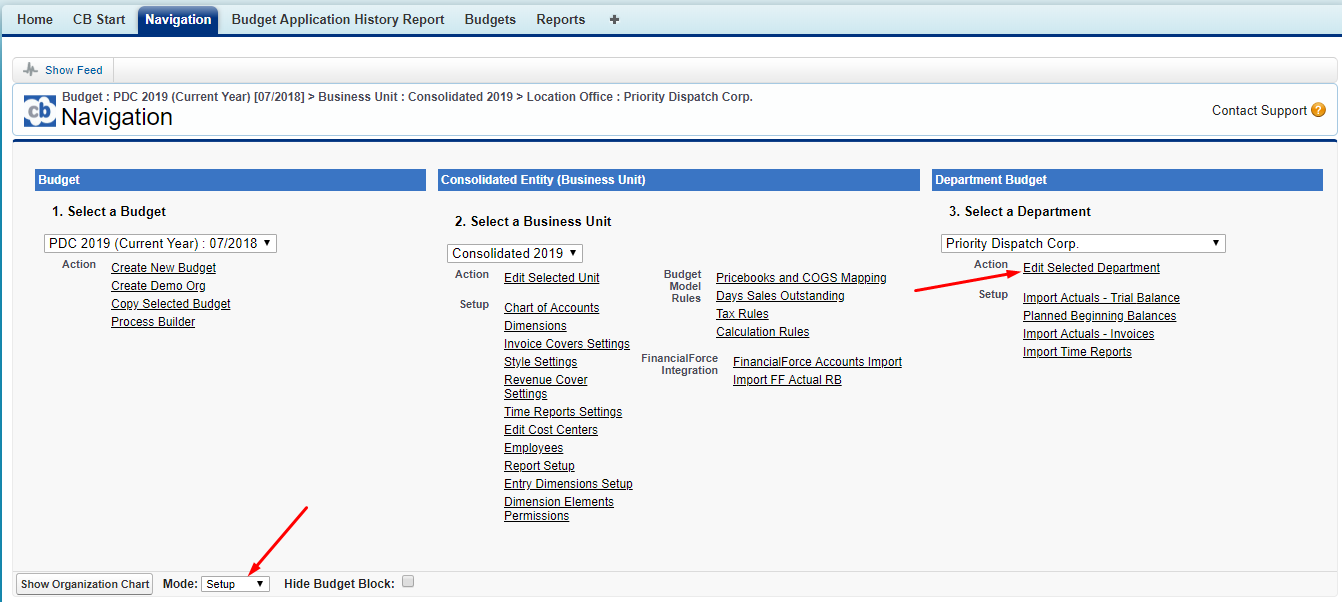 Home CB Start Navigation Budget Application History Report Budgets Reports +
Show Feed
Budget : PDC 2019 (Current Year) [07/2018] > Business Unit : Consolidated 2019 > Location Office : Priority Dispatch Corp.
cb Navigation
Contact Support ?
Budget
1. Select a Budget
PDC 2019 (Current Year) : 07/2018
Action
Create New Budget
Create Demo Org
Copy Selected Budget
Process Builder
Consolidated Entity (Business Unit)
2. Select a Business Unit
Consolidated 2019
Action
Edit Selected Unit
Setup
Chart of Accounts
Dimensions
Invoice Covers Settings
Style Settings
Revenue Cover
Settings
Time Reports Settings
Edit Cost Centers
Employees
Report Setup
Entry Dimensions Setup
Dimension Elements
Permissions
Budget
Model
Rules
Pricebooks and COGS Mapping
Days Sales Outstanding
Tax Rules
Calculation Rules
FinancialForce
Integration
FinancialForce Accounts Import
Import FF Actual RB
Department Budget
3. Select a Department
Priority Dispatch Corp.
Action
Edit Selected Department
Setup
Import Actuals - Trial Balance
Planned Beginning Balances
Import Actuals - Invoices
Import Time Reports
Show Organization Chart Mode: Setup Hide Budget Block: